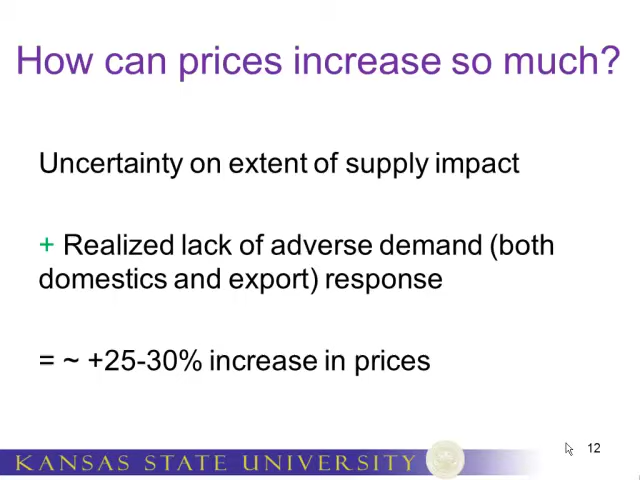 How can prices increase so much?
Uncertainty on extent of supply impact
+ Realized lack of adverse demand (both
domestics and export) response
= ~ +25-30% increase in prices
12
KANSAS STATE UNIVERSITY